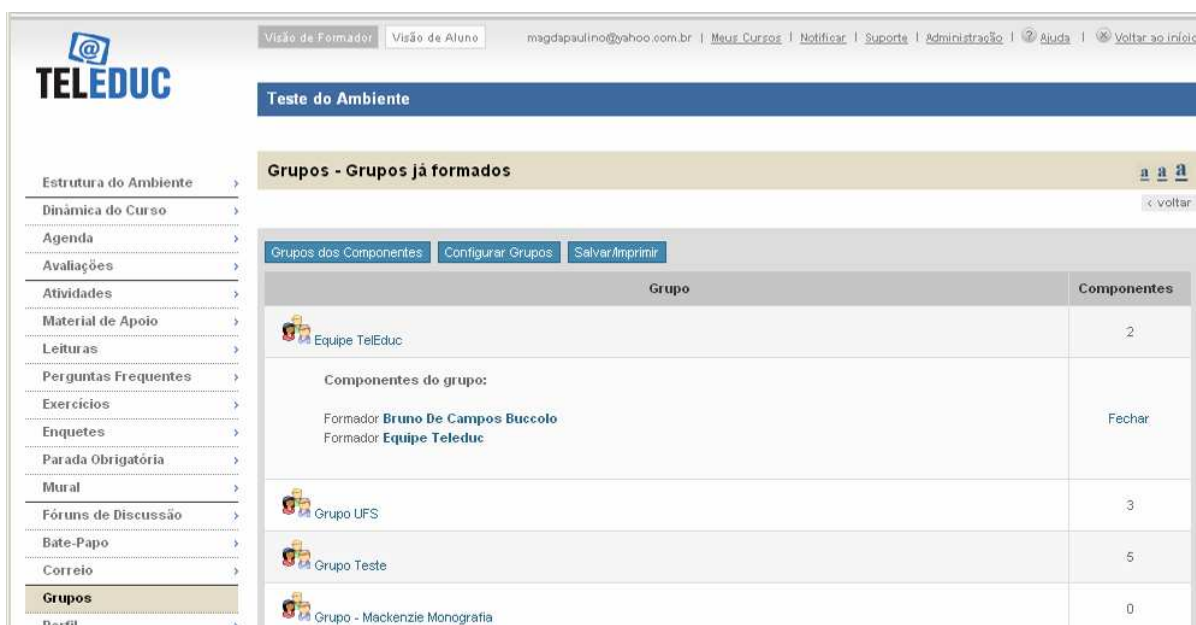 @
TELEDUC
Visão de Formador Visão de Aluno magdapaulino@yahoo.com.br | Meus Cursos | Notificar | Suporte | Administração | ? Ajuda | Voltar ao início
Teste do Ambiente
Grupos - Grupos já formados
a a a
‹ voltar
Estrutura do Ambiente ›
Dinâmica do Curso ›
Agenda ›
Avaliações ›
Atividades ›
Material de Apoio ›
Leituras ›
Perguntas Frequentes ›
Exercícios ›
Enquetes ›
Parada Obrigatória ›
Mural ›
Fóruns de Discussão ›
Bate-Papo ›
Correio ›
Grupos
Perfil ›
Grupos dos Componentes Configurar Grupos Salvar/Imprimir
Grupo Componentes
Equipe TelEduc 2
Componentes do grupo:
Formador Bruno De Campos Buccolo
Formador Equipe Teleduc
Fechar
Grupo UFS 3
Grupo Teste 5
Grupo - Mackenzie Monografia 0